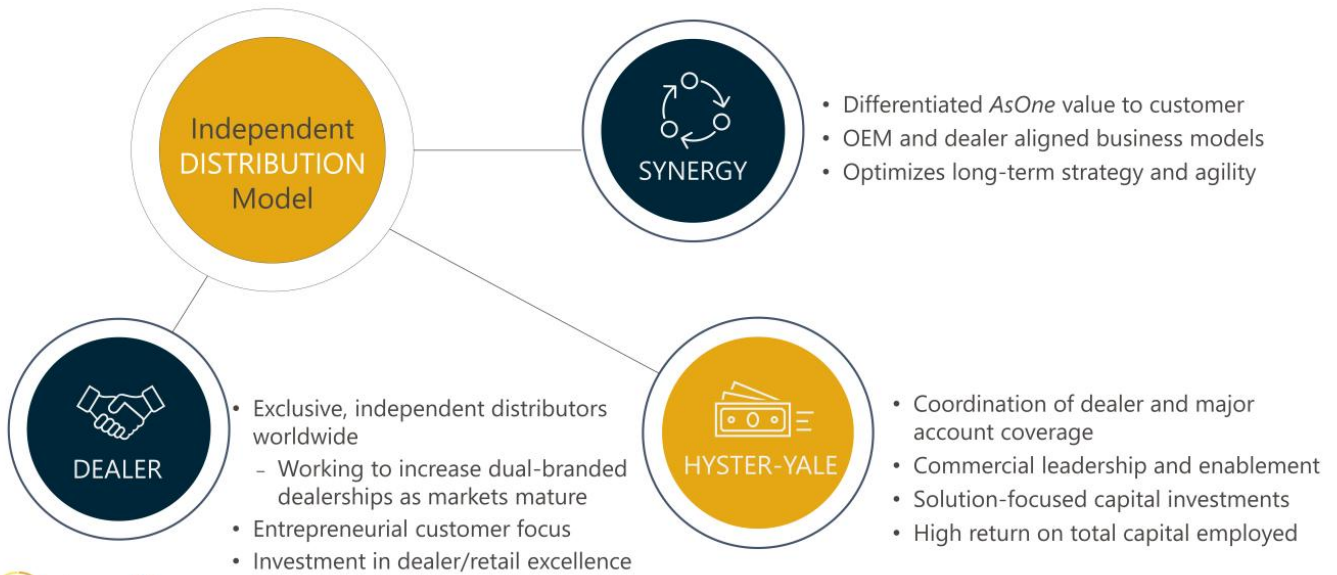 Independent
DISTRIBUTION
Model
SYNERGY
• Differentiated AsOne value to customer
• OEM and dealer aligned business models
• Optimizes long-term strategy and agility
DEALER
• Exclusive, independent distributors
worldwide
- Working to increase dual-branded
dealerships as markets mature
• Entrepreneurial customer focus
• Investment in dealer/retail excellence
HYSTER-YALE
• Coordination of dealer and major
account coverage
• Commercial leadership and enablement
• Solution-focused capital investments
• High return on total capital employed